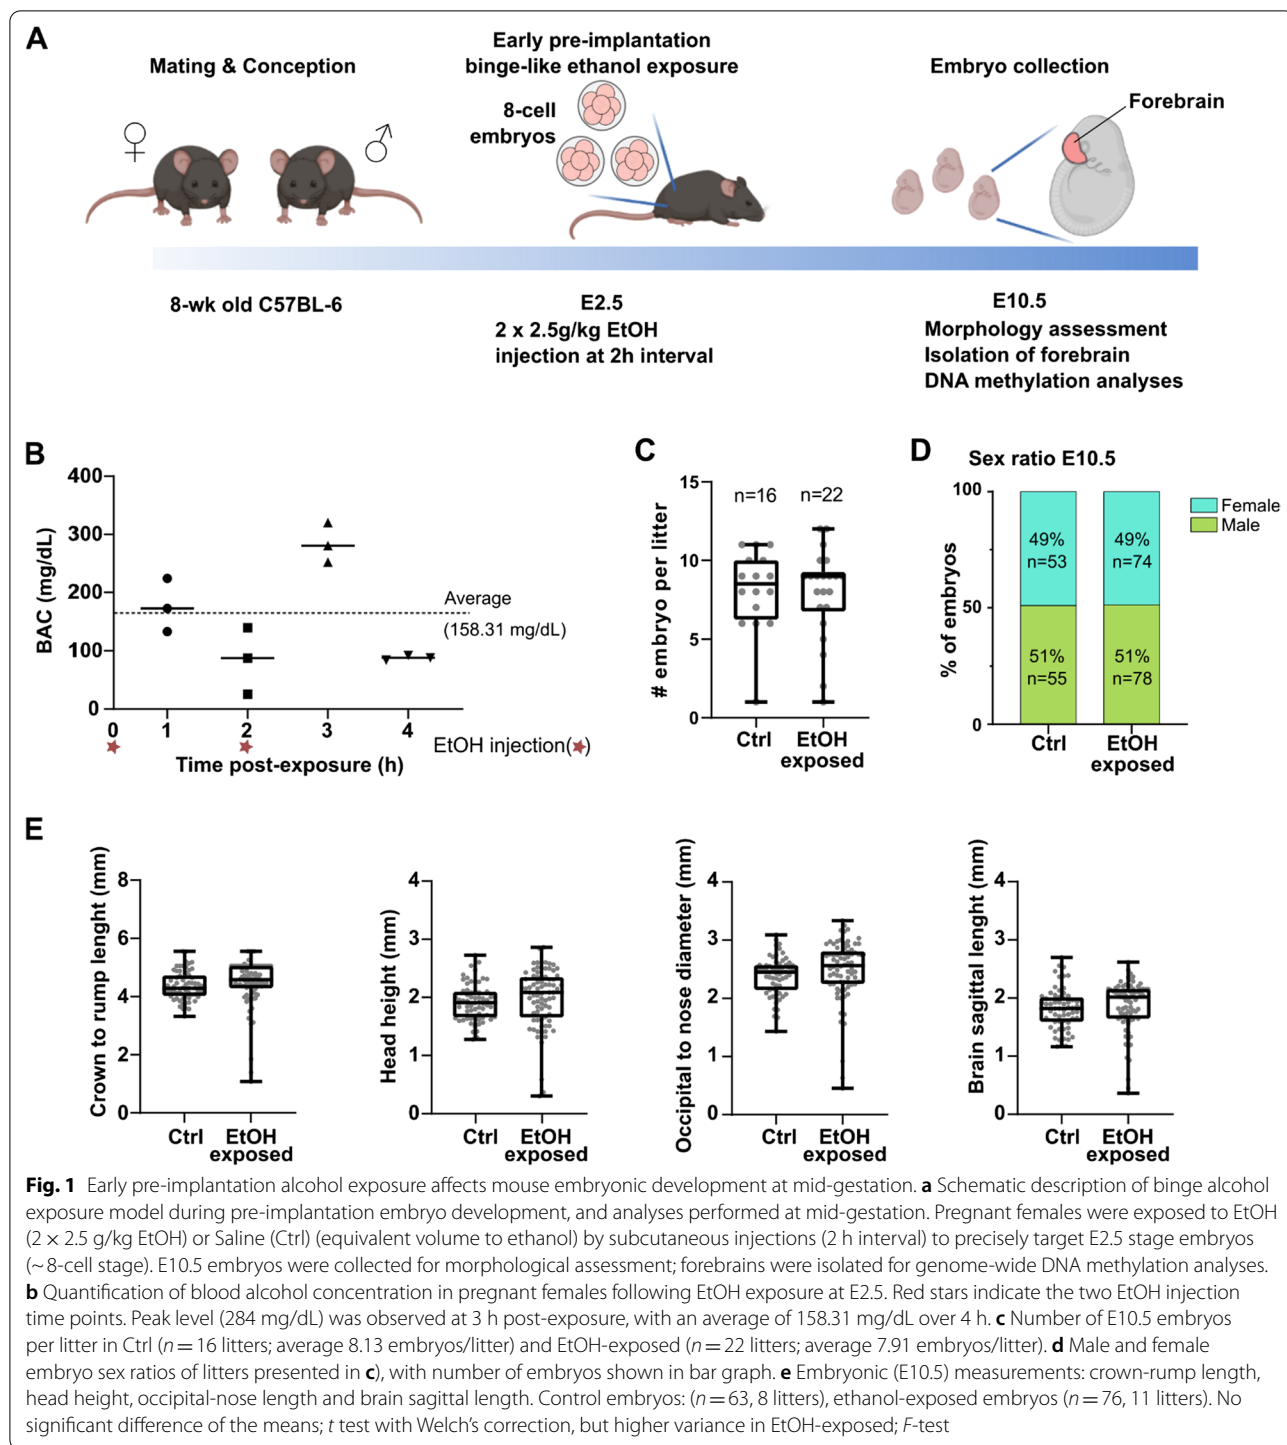 A
Mating & Conception
Early pre-implantation
binge-like ethanol exposure
8-cell
embryos
Embryo collection
Forebrain
8-wk old C57BL-6
E2.5
2 x 2.5g/kg EtOH
injection at 2h interval
E10.5
Morphology assessment
Isolation of forebrain
DNA methylation analyses
B
BAC (mg/dL)
400
300
200
100
0
Average
(158.31 mg/dL)
0 1 2 3 4
EtOH injection(★)
Time post-exposure (h)
C
# embryo per litter
15
10
5
0
n=16 n=22
Ctrl EtOH
exposed
D
Sex ratio E10.5
% of embryos
100
50
0
49%
n=53
49%
n=74
51%
n=55
51%
n=78
Female
Male
Ctrl EtOH
exposed
E
Crown to rump lenght (mm)
8
6
4
2
0
Ctrl EtOH
exposed
Head height (mm)
4
3
2
1
0
Ctrl EtOH
exposed
Occipital to nose diameter (mm)
4
3
2
1
0
Ctrl EtOH
exposed
Brain sagittal lenght (mm)
4
3
2
1
0
Ctrl EtOH
exposed
Fig. 1 Early pre-implantation alcohol exposure affects mouse embryonic development at mid-gestation. a Schematic description of binge alcohol
exposure model during pre-implantation embryo development, and analyses performed at mid-gestation. Pregnant females were exposed to EtOH
(2 × 2.5 g/kg EtOH) or Saline (Ctrl) (equivalent volume to ethanol) by subcutaneous injections (2 h interval) to precisely target E2.5 stage embryos
(~ 8-cell stage). E10.5 embryos were collected for morphological assessment; forebrains were isolated for genome-wide DNA methylation analyses.
b Quantification of blood alcohol concentration in pregnant females following EtOH exposure at E2.5. Red stars indicate the two EtOH injection
time points. Peak level (284 mg/dL) was observed at 3 h post-exposure, with an average of 158.31 mg/dL over 4 h. c Number of E10.5 embryos
per litter in Ctrl (n = 16 litters; average 8.13 embryos/litter) and EtOH-exposed (n = 22 litters; average 7.91 embryos/litter). d Male and female
embryo sex ratios of litters presented in c), with number of embryos shown in bar graph. e Embryonic (E10.5) measurements: crown-rump length,
head height, occipital-nose length and brain sagittal length. Control embryos: (n = 63, 8 litters), ethanol-exposed embryos (n = 76, 11 litters). No
significant difference of the means; t test with Welch's correction, but higher variance in EtOH-exposed; F-test